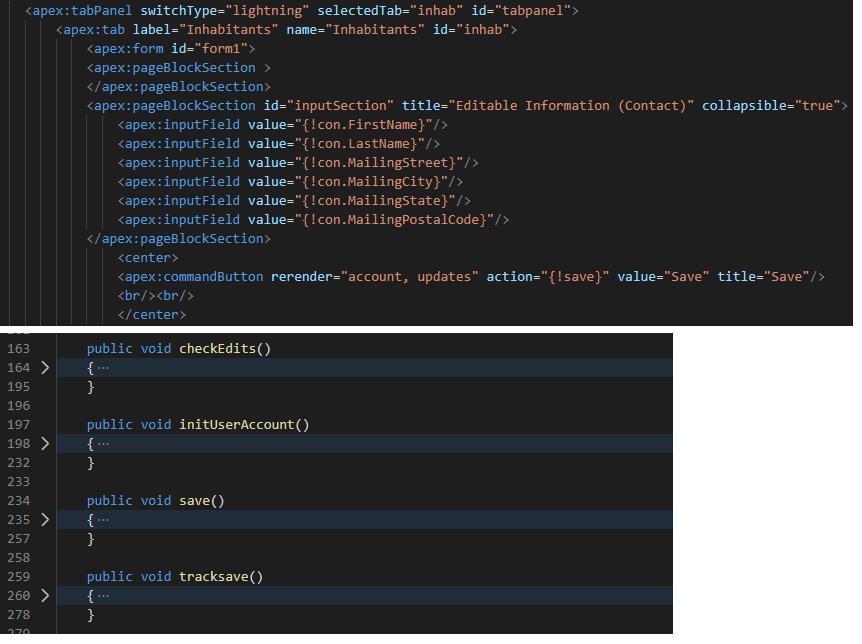 <apex:tabPanel switchType="lightning" selectedTab="inhab" id="tabpanel">
<apex:tab label="Inhabitants" name="Inhabitants" id="inhab">
<apex:form id="form1">
<apex:pageBlockSection >
</apex:pageBlockSection>
<apex:pageBlockSection id="inputSection" title="Editable Information (Contact)" collapsible="true">
<apex:inputField value="{!con.FirstName}"/>
<apex:inputField value="{!con.LastName}"/>
<apex:inputField value="{!con.MailingStreet}"/>
<apex:inputField value="{!con.MailingCity}"/>
<apex:inputField value="{!con.MailingState}"/>
<apex:inputField value="{!con.MailingPostalCode}"/>
</apex:pageBlockSection>
<center>
<apex:commandButton rerender="account, updates" action="{!save}" value="Save" title="Save"/>
<br/><br/>
</center>
163 public void checkEdits()
164 > { ...
195 }
196
197 public void initUserAccount()
198 > { ...
232 }
233
234 public void save()
235 > { ...
257 }
258
259 public void tracksave()
260 > { ...
278 }
279